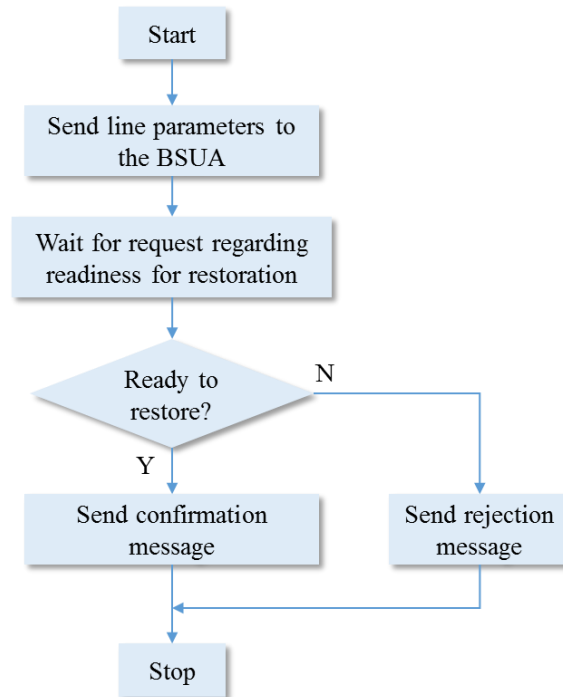 Start
Send line parameters to
the BSUA
Wait for request regarding
readiness for restoration
Ready to
restore?
N
Y
Send confirmation
message
Send rejection
message
Stop